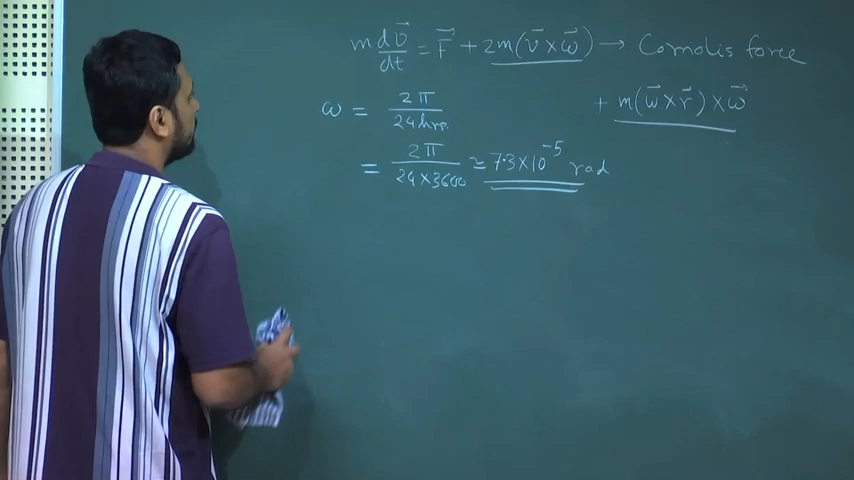 m dv⃗/dt = F⃗ + 2m(v⃗ × ω⃗) → Coriolis force
+ m(ω⃗ × r⃗) × ω⃗
ω = 2π / 24 hrs.
= 2π / 24×3600 ≃ 7.3×10⁻⁵ rad